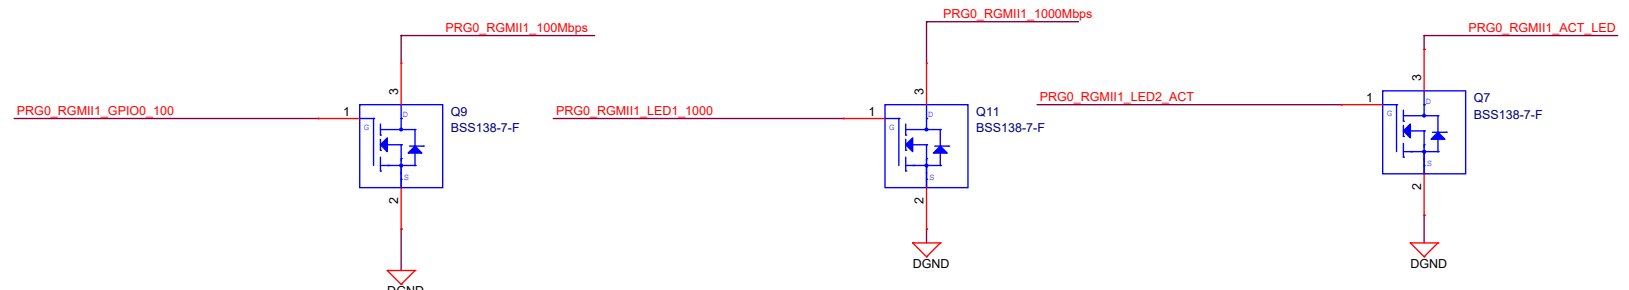 PRG0_RGMII1_100Mbps
3
PRG0_RGMII1_GPIO0_100
1
Q9
BSS138-7-F
D
G
S
2
DGND
PRG0_RGMII1_1000Mbps
3
PRG0_RGMII1_LED1_1000
1
Q11
BSS138-7-F
D
G
S
2
DGND
PRG0_RGMII1_ACT_LED
3
PRG0_RGMII1_LED2_ACT
1
Q7
BSS138-7-F
D
G
S
2
DGND